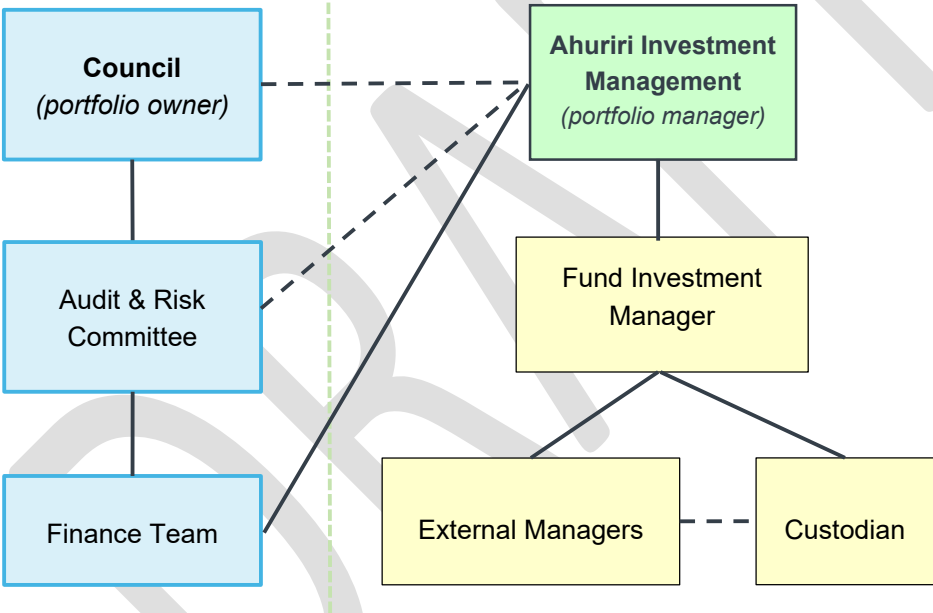 Council
(portfolio owner)
Ahuriri Investment
Management
(portfolio manager)
Audit & Risk
Committee
Fund Investment
Manager
Finance Team
External Managers
Custodian
DRAFT